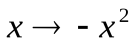 x → - x²